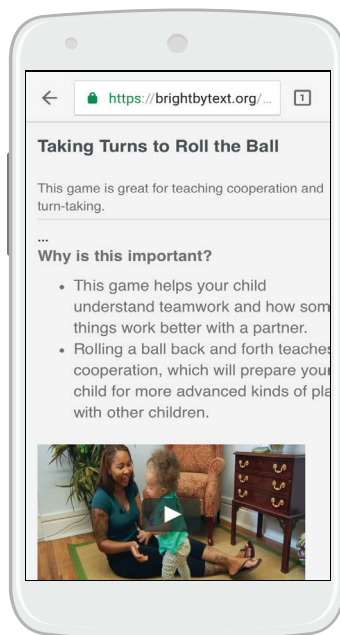 https://brightbytext.org/...
1
Taking Turns to Roll the Ball
This game is great for teaching cooperation and
turn-taking.
...
Why is this important?
• This game helps your child
understand teamwork and how som
things work better with a partner.
• Rolling a ball back and forth teaches
cooperation, which will prepare your
child for more advanced kinds of pla
with other children.